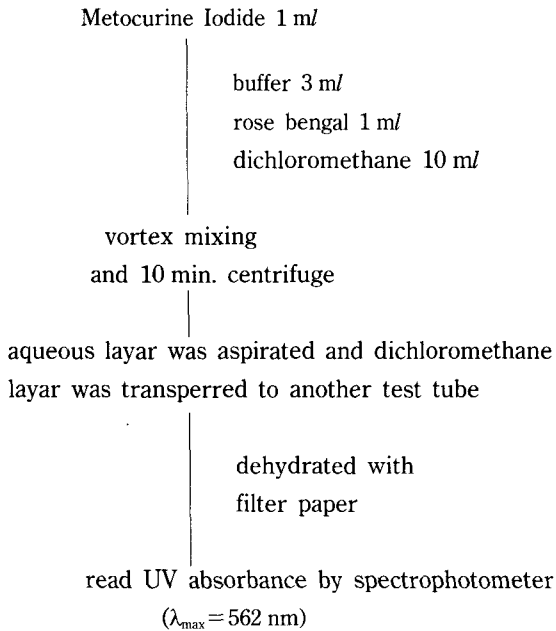 Metocurine Iodide 1 ml
buffer 3 ml
rose bengal 1 ml
dichloromethane 10 ml
vortex mixing
and 10 min. centrifuge
aqueous layar was aspirated and dichloromethane
layar was transperred to another test tube
dehydrated with
filter paper
read UV absorbance by spectrophotometer
(λmax=562 nm)